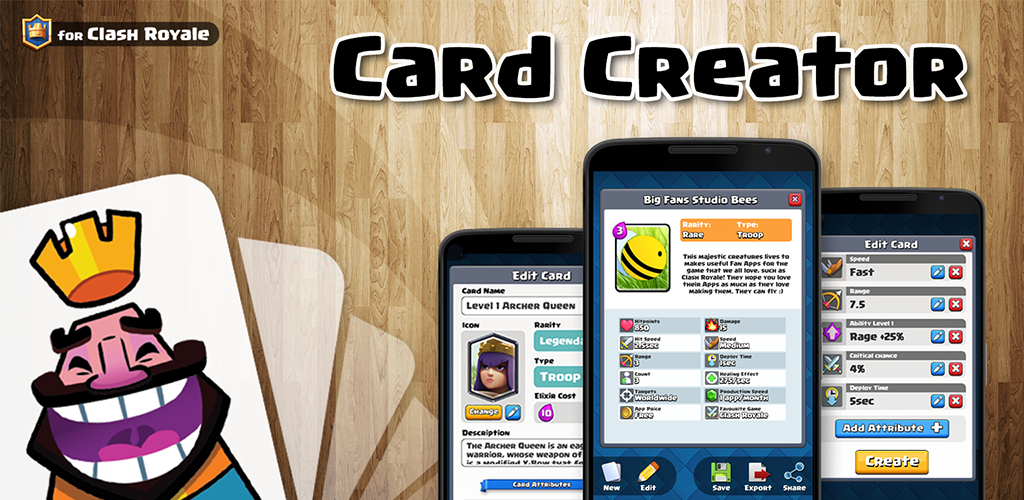 for Clash Royale
Card Creator
Edit Card
Card Name
Level 1 Archer Queen
Icon
Rarity
Legenda
Type
Troop
Elixir Cost
10
Change
Description
The Archer Queen is an eag
warrior, whose weapon of
is a modified X-Bow that f
Card Attributes
Big Fans Studio Bees
3
Rarity:
Rare
Type:
Troop
This majestic creatures lives to
makes useful Fan Apps for the
game that we all love, such as
Clash Royale! They hope you love
their Apps as much as they love
making them. They can fly :)
Hitpoints
850
Damage
15
Hit Speed
2.5sec
Speed
Medium
Range
3
Deploy Time
1sec
Count
3
Healing Effect
275/sec
Targets
Worldwide
Production Speed
1 app/month
App Price
Free
Favourite Game
Clash Royale
New
Edit
Save
Export
Share
Edit Card
Speed
Fast
Range
7.5
Ability Level 1
Rage +25%
Critical chance
4%
Deploy Time
5sec
Add Attribute +
Create